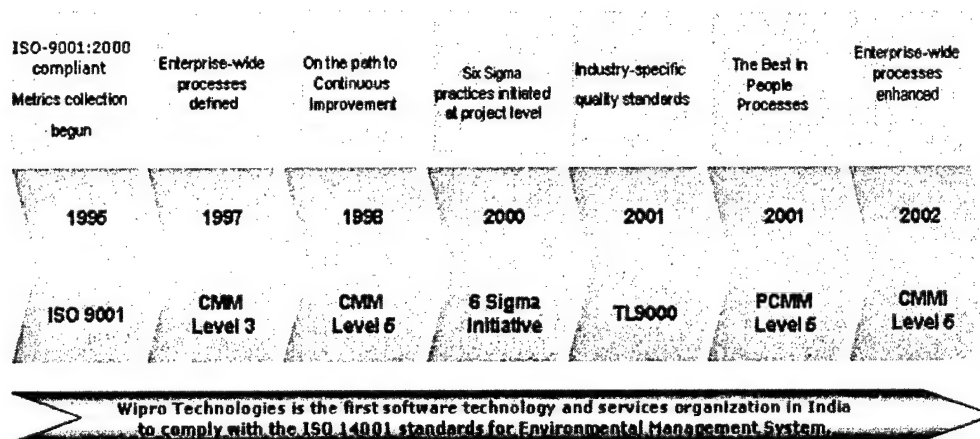 ISO-9001:2000
compliant
Metrics collection
begun
Enterprise-wide
processes
defined
On the path to
Continuous
Improvement
Six Sigma
practices initiated
at project level
Industry-specific
quality standards
The Best in
People
Processes
Enterprise-wide
processes
enhanced
1995
1997
1998
2000
2001
2001
2002
ISO 9001
CMM
Level 3
CMM
Level 5
6 Sigma
Initiative
TL9000
PCMM
Level 5
CMMI
Level 5
Wipro Technologies is the first software technology and services organization in India
to comply with the ISO 14001 standards for Environmental Management System.